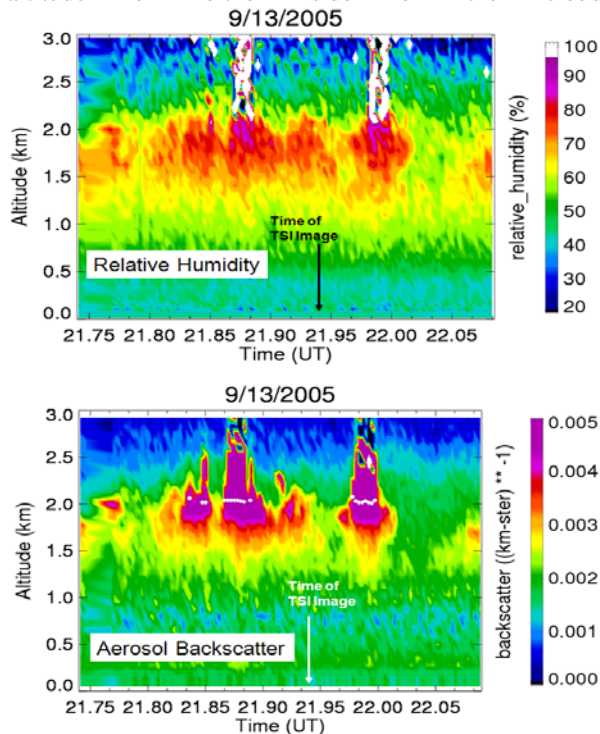 9/13/2005
3.0
2.5
2.0
1.5
1.0
0.5
0.0
Altitude (km)
Time of
TSI Image
Relative Humidity
21.75 21.80 21.85 21.90 21.95 22.00 22.05
Time (UT)
100
90
80
70
60
50
40
30
20
relative_humidity (%)
9/13/2005
3.0
2.5
2.0
1.5
1.0
0.5
0.0
Altitude (km)
Time of
TSI Image
Aerosol Backscatter
21.75 21.80 21.85 21.90 21.95 22.00 22.05
Time (UT)
0.005
0.004
0.003
0.002
0.001
0.000
backscatter ((km-ster) ** -1)